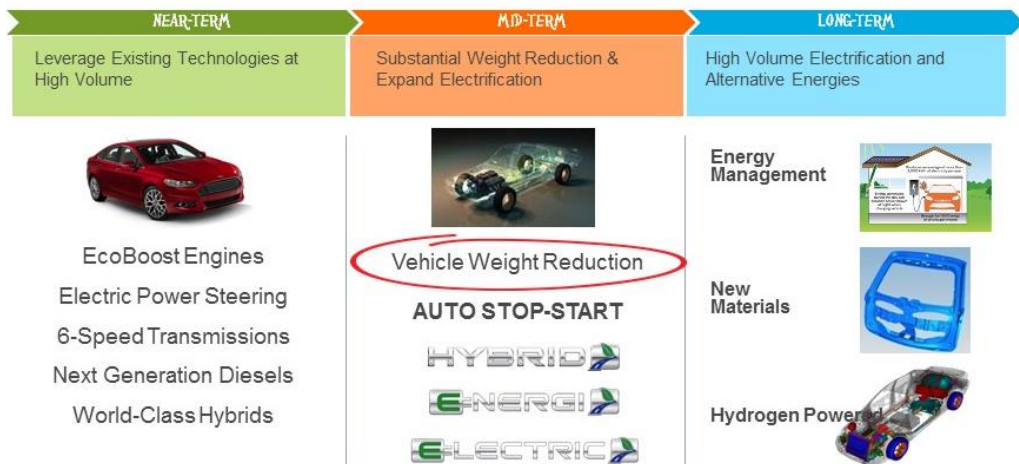 NEAR-TERM
MID-TERM
LONG-TERM
Leverage Existing Technologies at
High Volume
Substantial Weight Reduction &
Expand Electrification
High Volume Electrification and
Alternative Energies
EcoBoost Engines
Electric Power Steering
6-Speed Transmissions
Next Generation Diesels
World-Class Hybrids
Vehicle Weight Reduction
AUTO STOP-START
HYBRID
E-NERGI
E-LECTRIC
Energy
Management
New
Materials
Hydrogen Powered